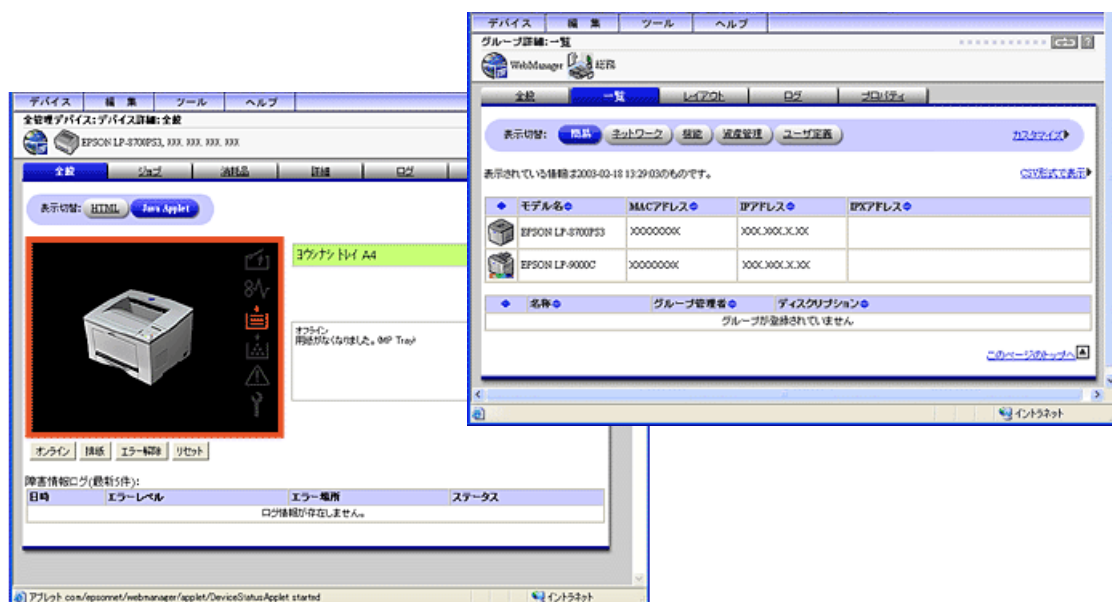 デバイス 編集 ツール ヘルプ
グループ詳細:一覧
WebManager 経路
全般 一覧 レイアウト ログ プロパティ
表示切替: 簡易 ネットワーク 機能 資産管理 ユーザ定義 カスタマイズ
表示されている情報は2003-02-18 13:29:03のものです。 CSV形式で表示
モデル名 MACアドレス IPアドレス IPXアドレス
EPSON LP-8700PS3 XXXXXXXX XXX.XXX.X.XX
EPSON LP-9000C XXXXXXXX XXX.XXX.X.XX
名称 グループ管理者 ディスクリプション
グループが登録されていません
このページのトップへ
イントラネット
デバイス 編集 ツール ヘルプ
全管理デバイス:デバイス詳細:全般
EPSON LP-8700PS3, XXX. XXX. XXX. XXX
全般 ジョブ 消耗品 詳細 ログ
表示切替: HTML Java Applet
ヨウシナシ トレイ A4
オフライン
用紙がなくなりました。(MP Tray)
オンライン 排紙 エラー解除 リセット
障害情報ログ(最新5件):
日時 エラーレベル エラー場所 ステータス
ログ情報が存在しません。
アプレット com/epsonnet/webmanager/applet/DeviceStatusApplet started イントラネット